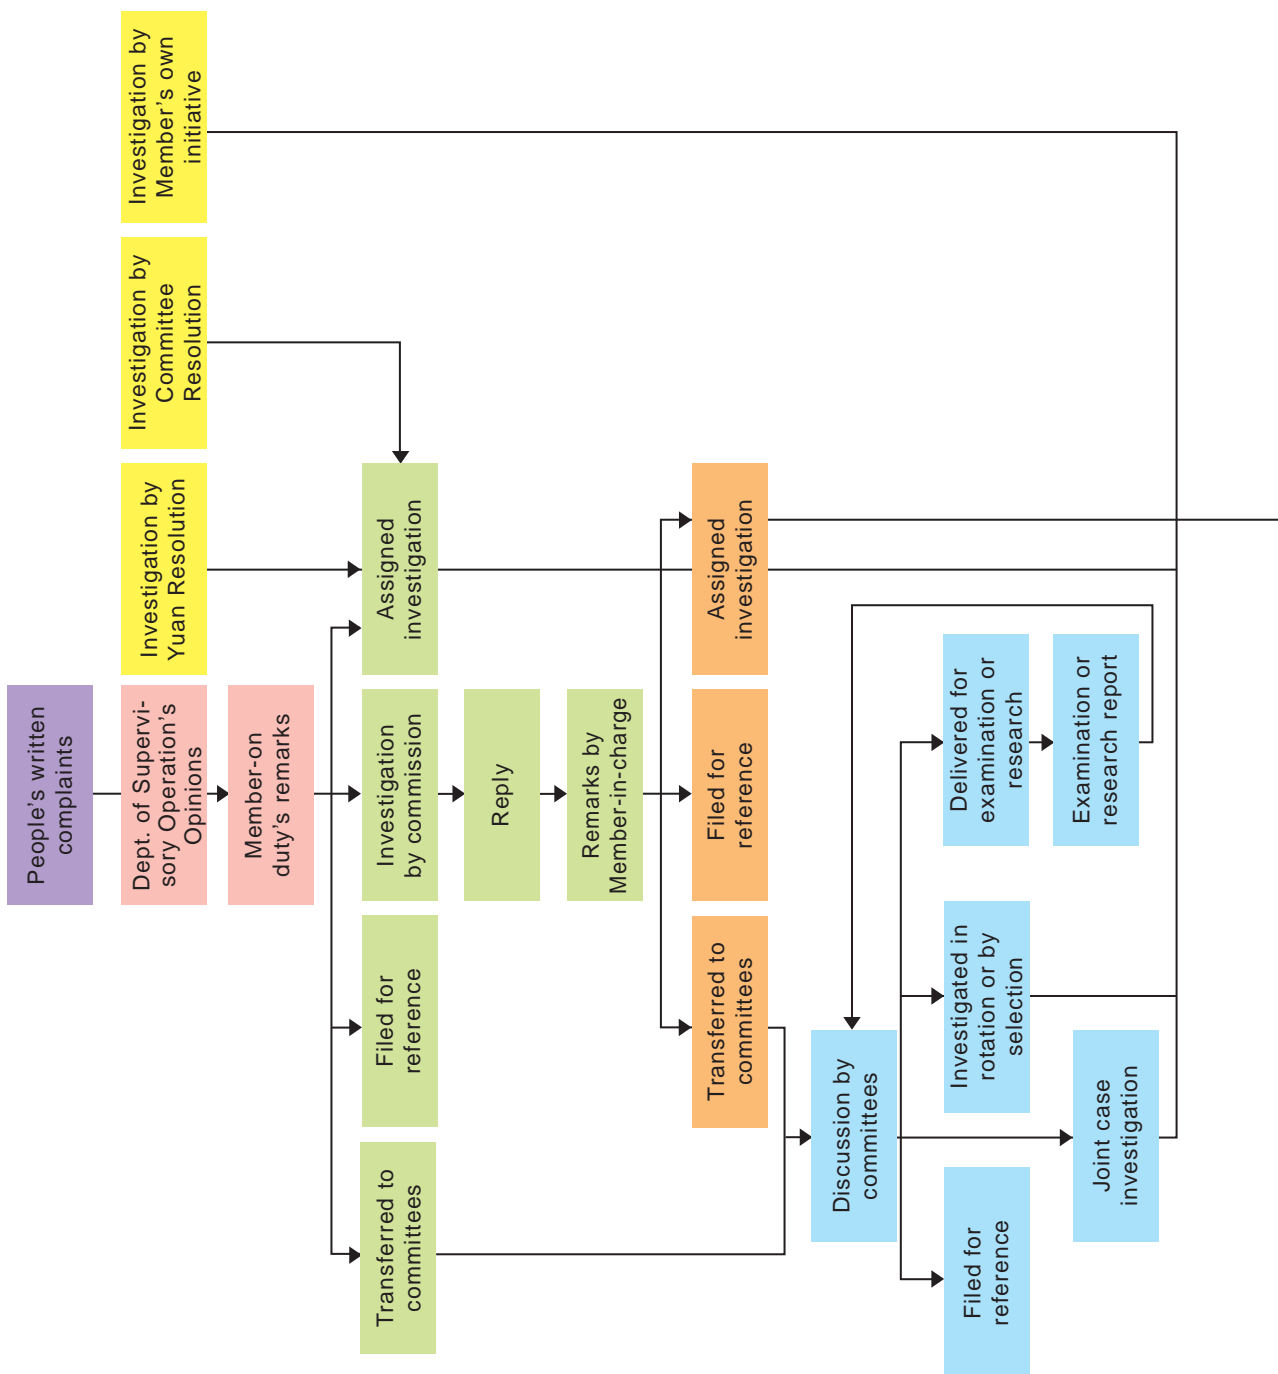 People's written
complaints
Dept. of Supervi-
sory Operation's
Opinions
Investigation by
Yuan Resolution
Investigation by
Committee
Resolution
Investigation by
Member's own
initiative
Member-on
duty's remarks
Transferred to
committees
Filed for
reference
Investigation
by commission
Assigned
investigation
Reply
Remarks by
Member-in-charge
Transferred to
committees
Filed for
reference
Assigned
investigation
Discussion by
committees
Filed for
reference
Investigated in
rotation or by
selection
Delivered for
examination or
research
Joint case
investigation
Examination or
research report